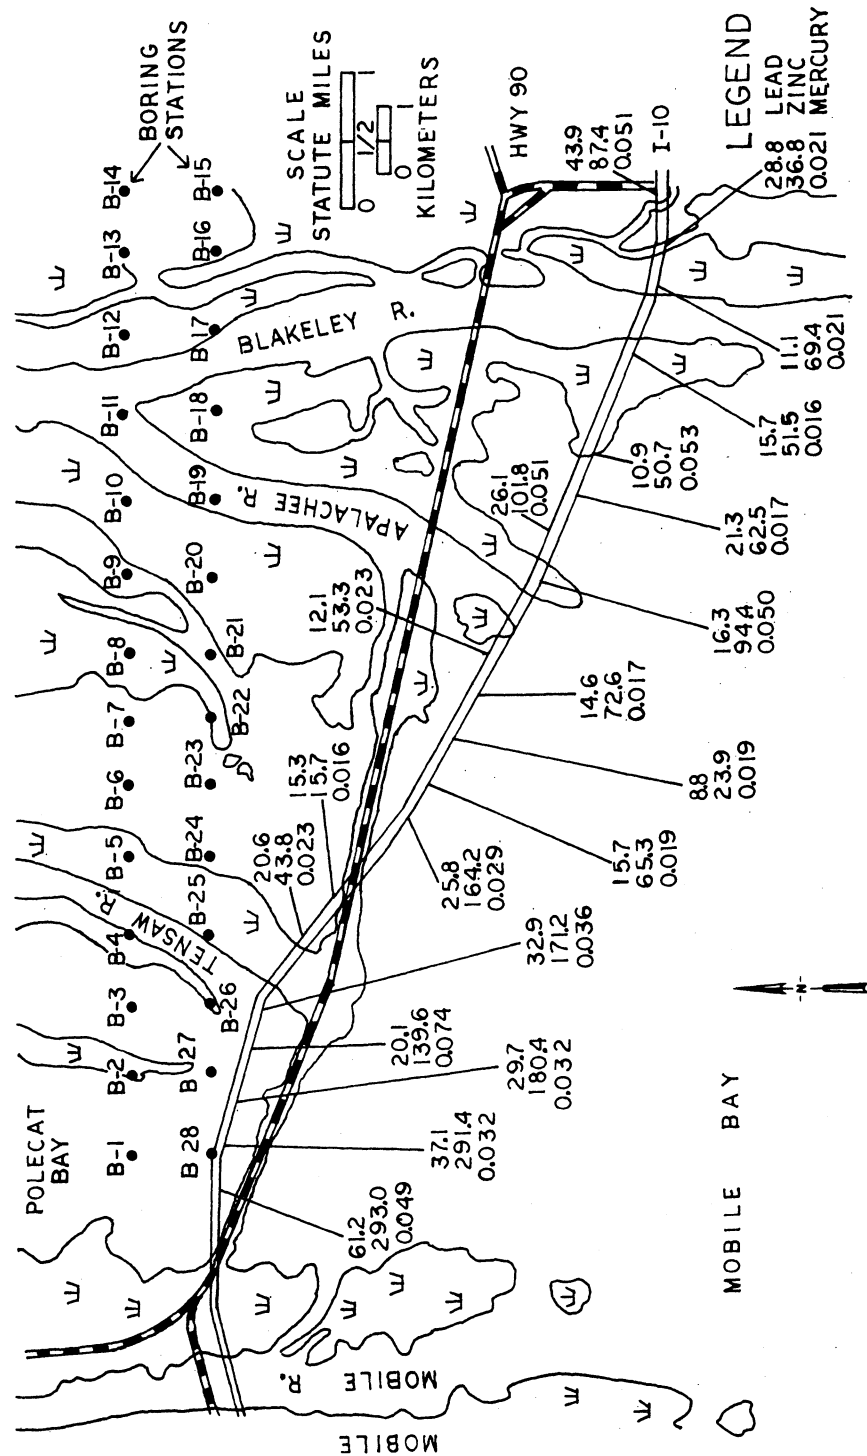 POLECAT
BAY
B-1
B-2
B-3
B-4
B-5
B-6
B-7
B-8
B-9
B-10
B-11
B-12
B-13
B-14
BORING
STATIONS
B 28
B 27
B-26
B-25
B-24
B-23
B-22
B-21
B-20
B-19
B-18
B 17
B-16
B-15
TENSAW R.
APALACHEE R.
BLAKELEY R.
SCALE
STATUTE MILES
0 1/2 1
0 1
KILOMETERS
HWY 90
I-10
LEGEND
28.8 LEAD
36.8 ZINC
0.021 MERCURY
43.9
87.4
0.051
11.1
69.4
0.021
15.7
51.5
0.016
10.9
50.7
0.053
26.1
101.8
0.051
21.3
62.5
0.017
16.3
94.4
0.050
12.1
53.3
0.023
14.6
72.6
0.017
8.8
23.9
0.019
15.7
65.3
0.019
25.8
164.2
0.029
15.3
15.7
0.016
20.6
43.8
0.023
32.9
171.2
0.036
20.1
139.6
0.074
29.7
180.4
0.032
37.1
291.4
0.032
61.2
293.0
0.049
MOBILE R.
MOBILE
MOBILE BAY
N